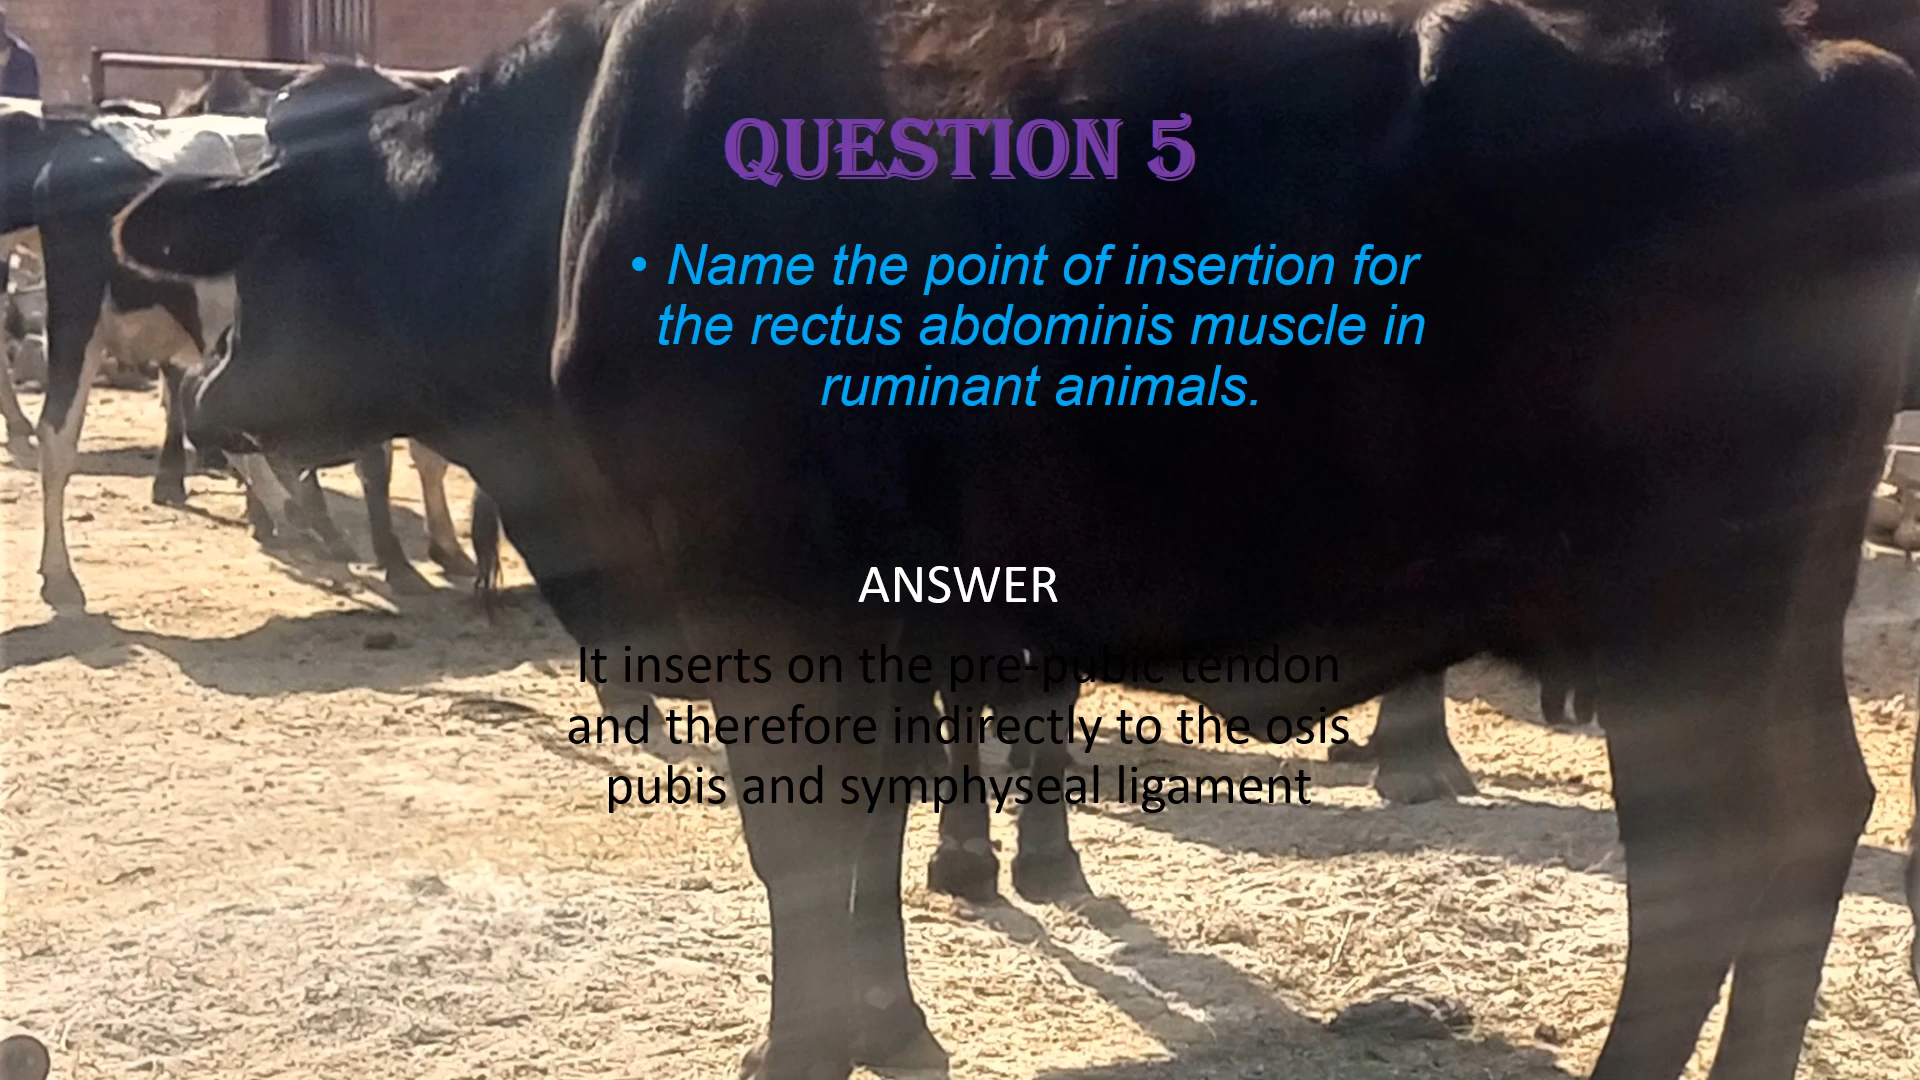 QUESTION 5
• Name the point of insertion for
the rectus abdominis muscle in
ruminant animals.
ANSWER
It inserts on the pre-pubic tendon
and therefore indirectly to the osis
pubis and symphyseal ligament